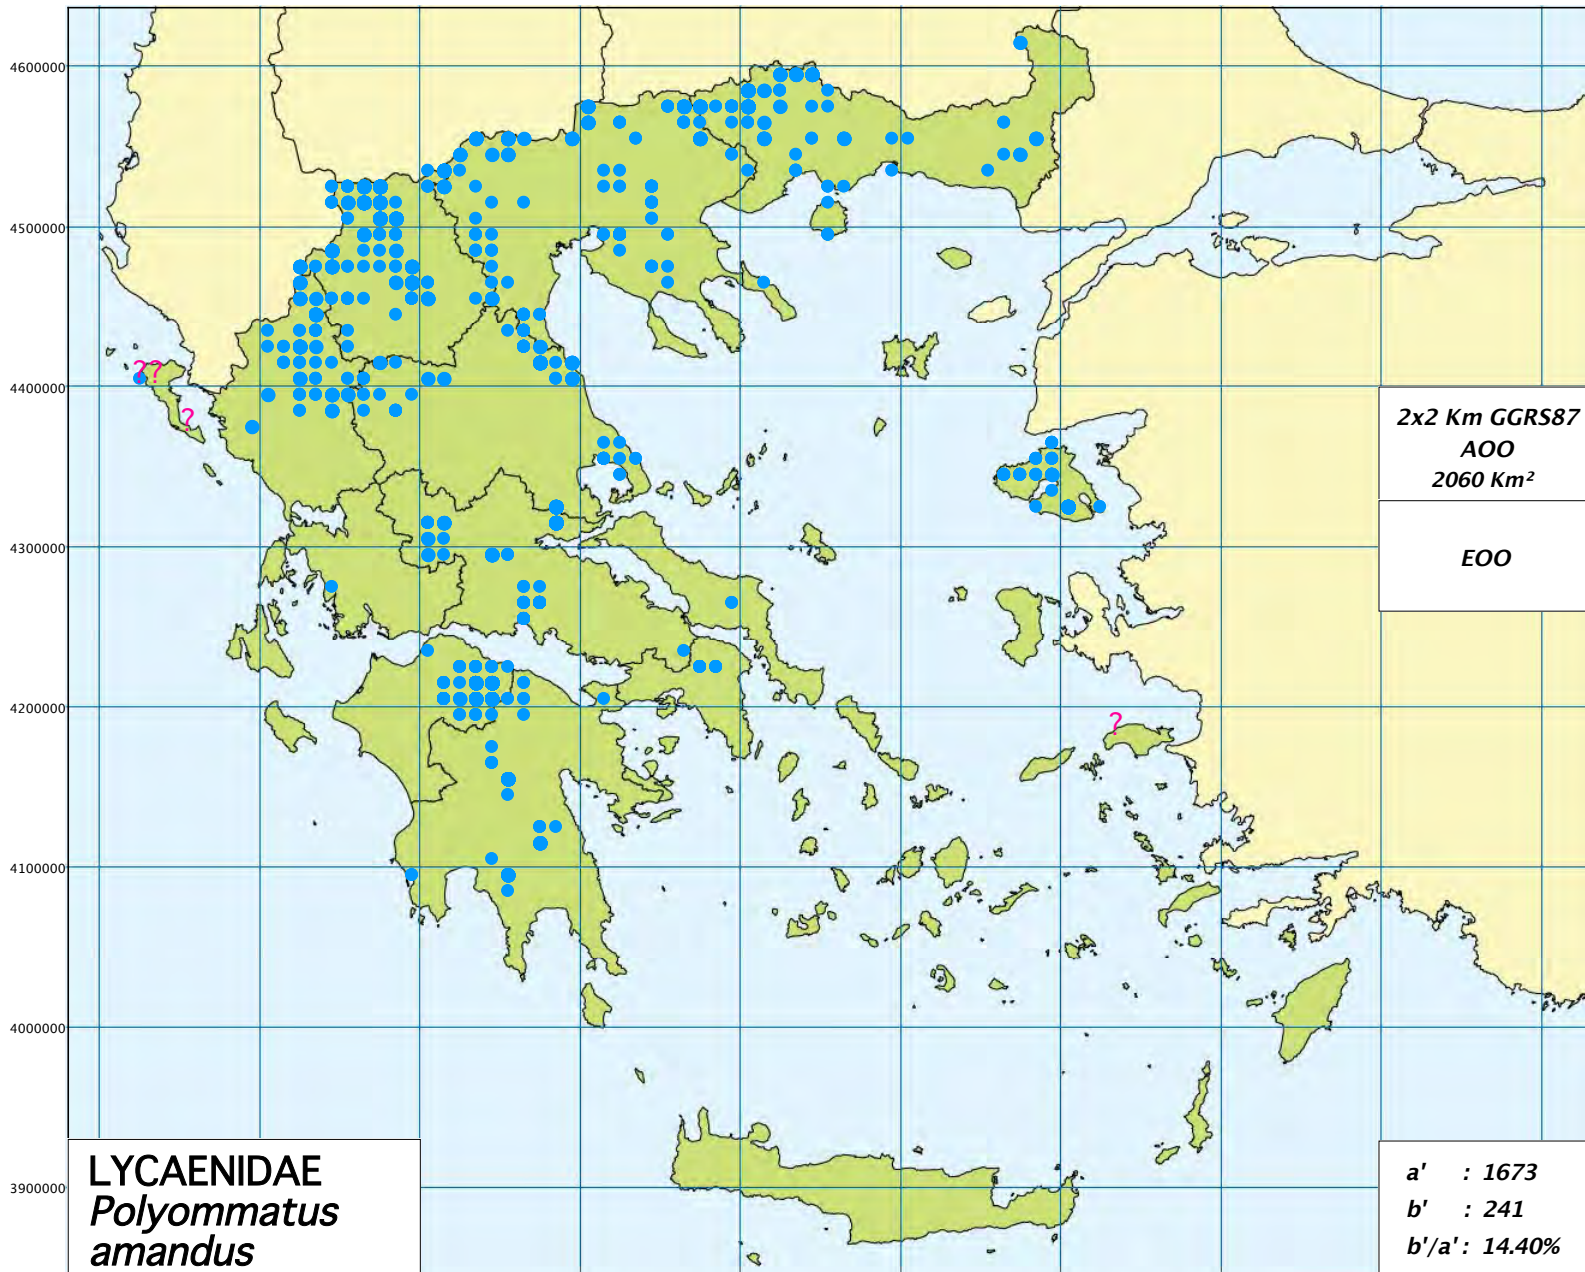 4600000
4500000
4400000
4300000
4200000
4100000
4000000
3900000
? ?
?
?
2x2 Km GGRS87
AOO
2060 Km²
EOO
LYCAENIDAE
Polyommatus
amandus
a' : 1673
b' : 241
b'/a' : 14.40%